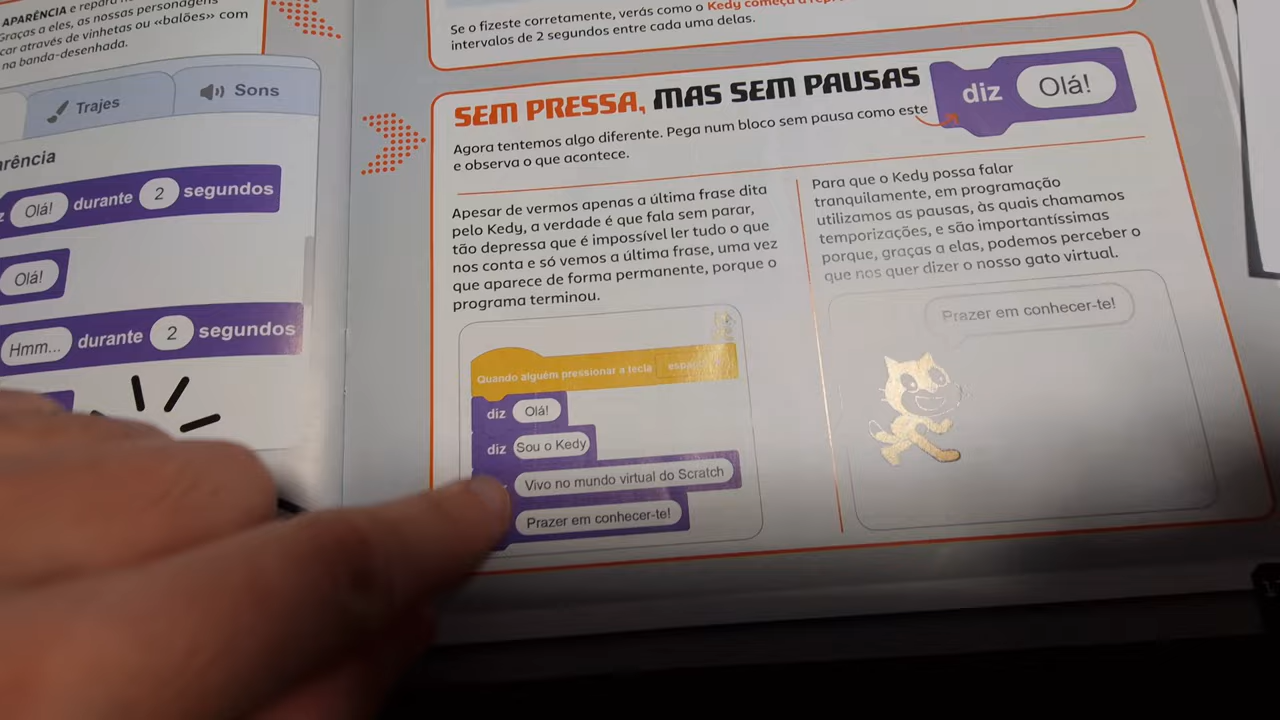 APARÊNCIA e repara
Graças a eles, as nossas personagens
car através de vinhetas ou «balões» com
na banda-desenhada.
Trajes
Sons
arência
Olá! durante 2 segundos
Olá!
Hmm... durante 2 segundos
Se o fizeste corretamente, verás como o Kedy começa a
intervalos de 2 segundos entre cada uma delas.
SEM PRESSA, MAS SEM PAUSAS
diz Olá!
Agora tentemos algo diferente. Pega num bloco sem pausa como este
e observa o que acontece.
Apesar de vermos apenas a última frase dita
pelo Kedy, a verdade é que fala sem parar,
tão depressa que é impossível ler tudo o que
nos conta e só vemos a última frase, uma vez
que aparece de forma permanente, porque o
programa terminou.
Quando alguém pressionar a tecla
diz Olá!
diz Sou o Kedy
Vivo no mundo virtual do Scratch
Prazer em conhecer-te!
Para que o Kedy possa falar
tranquilamente, em programação
utilizamos as pausas, às quais chamamos
temporizações, e são importantíssimas
porque, graças a elas, podemos perceber o
que nos quer dizer o nosso gato virtual.
Prazer em conhecer-te!